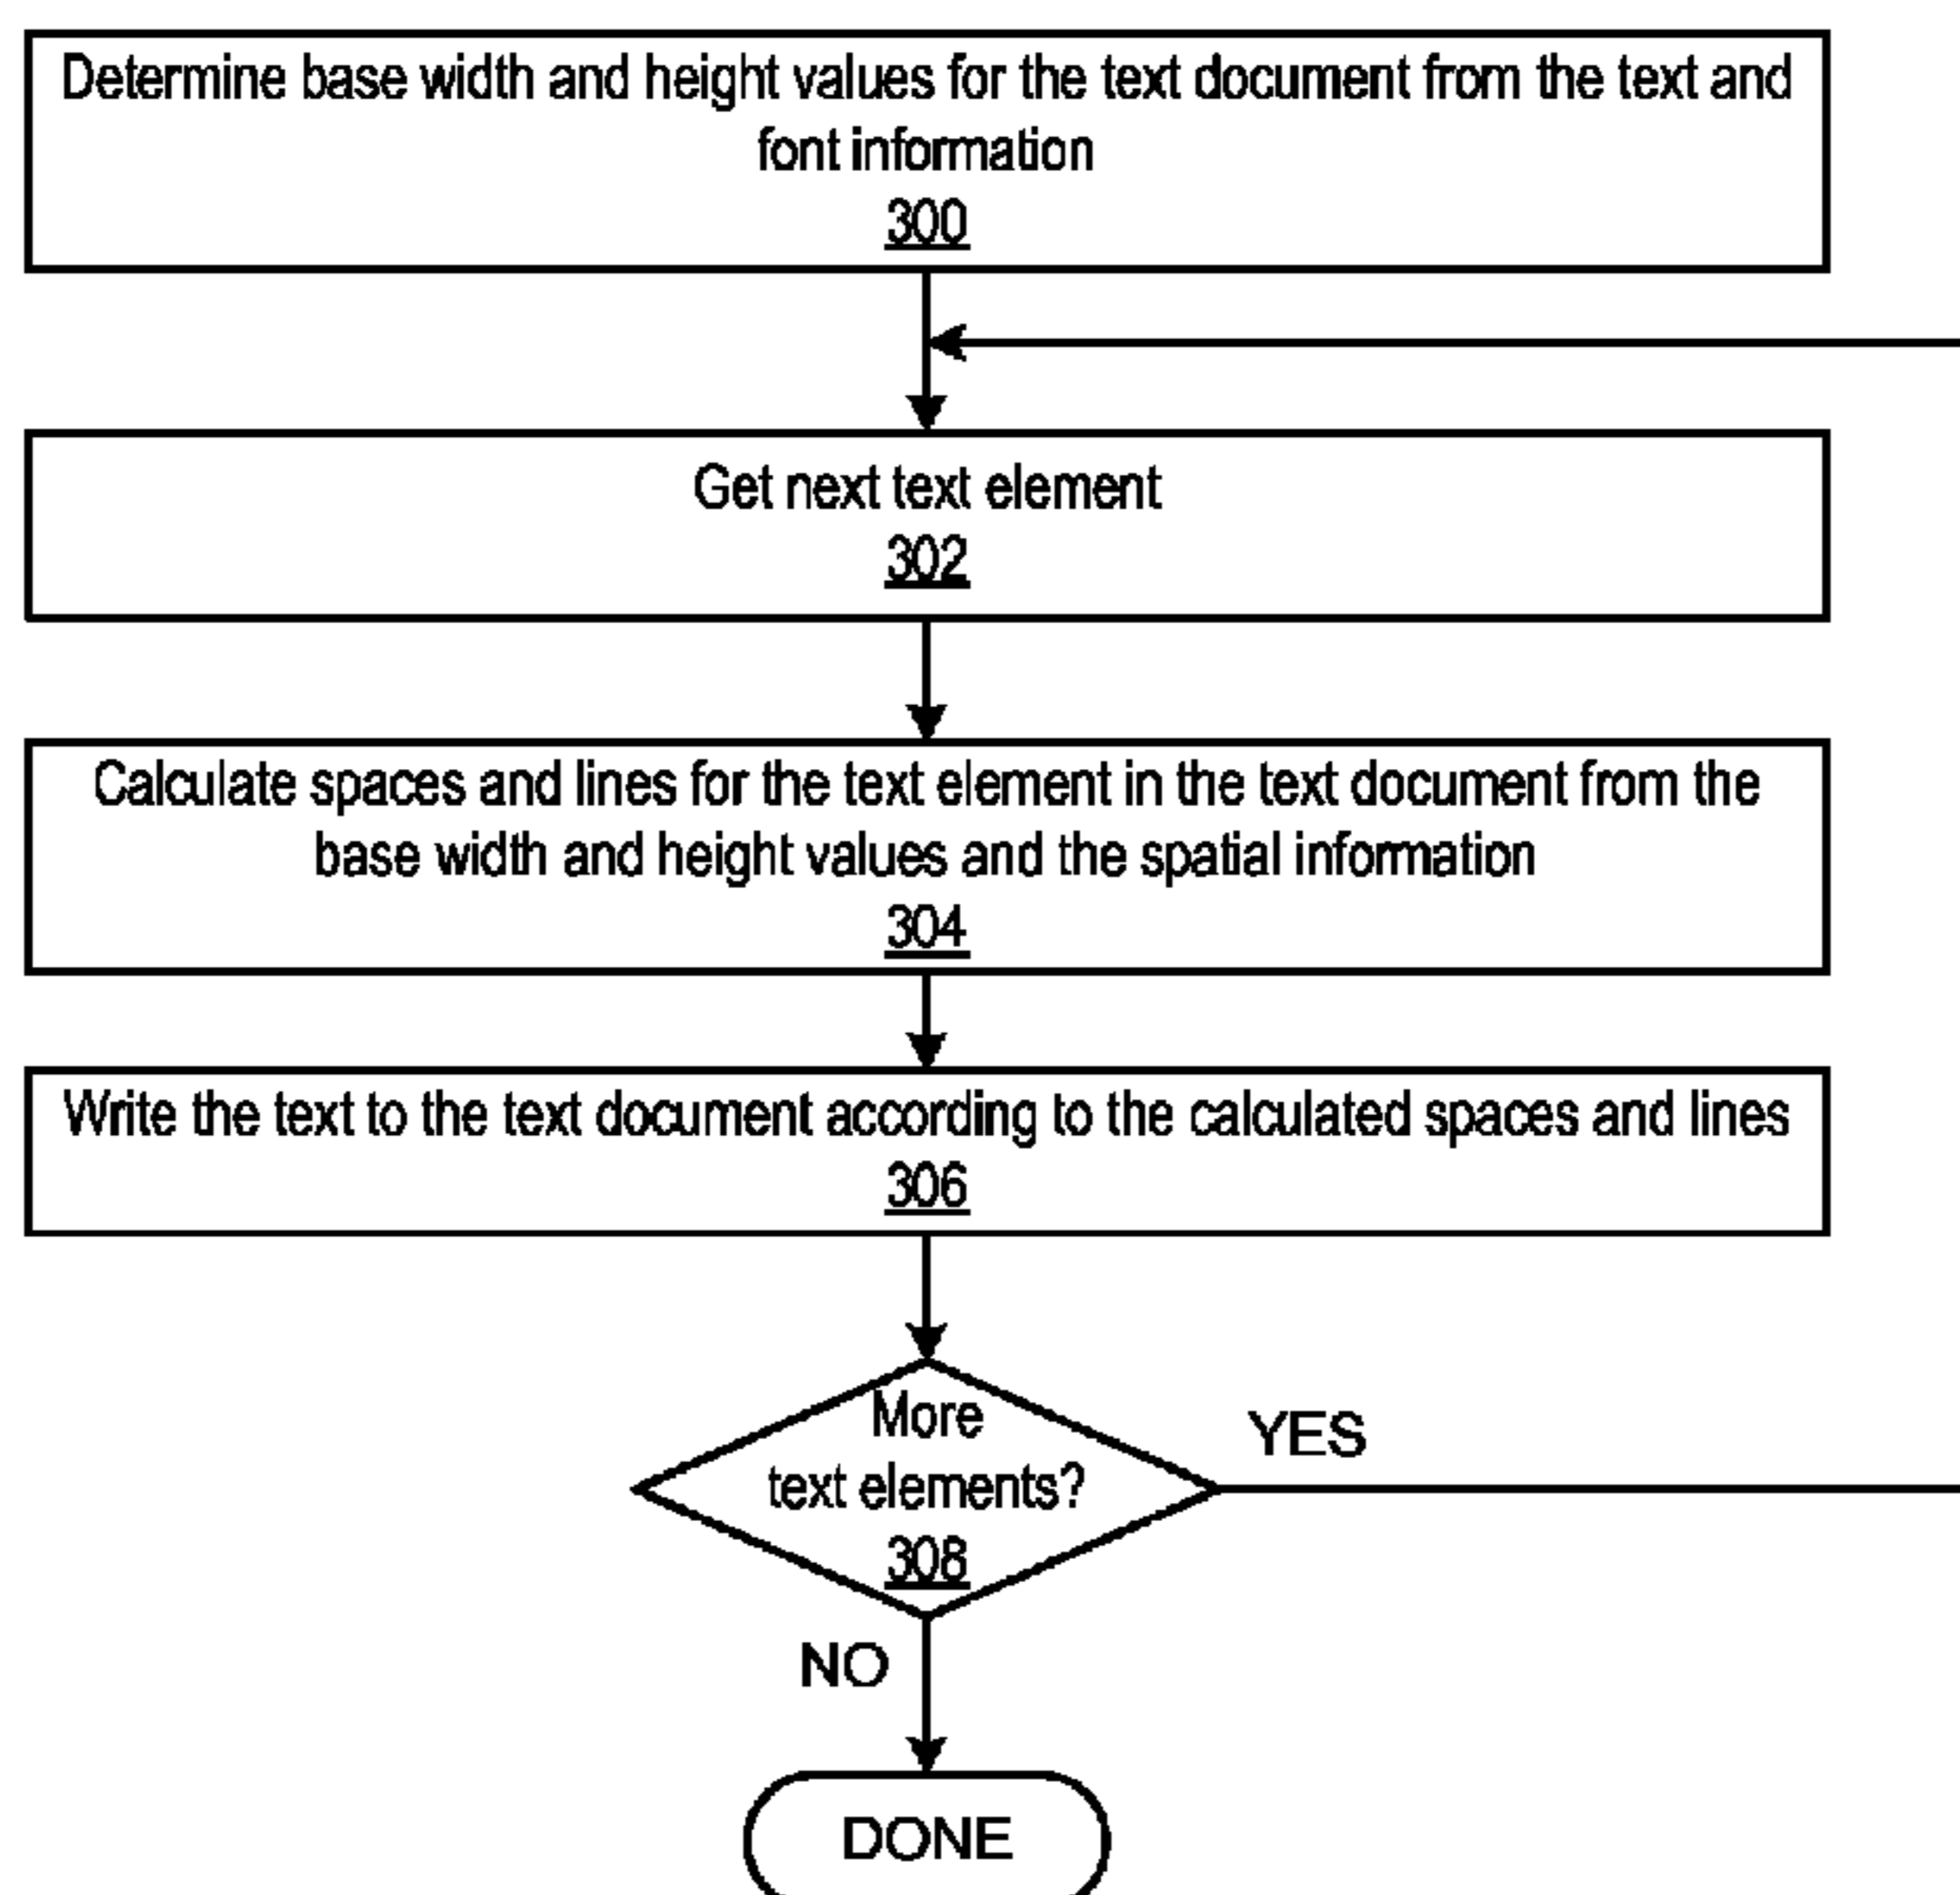 Determine base width and height values for the text document from the text and
font information
300
Get next text element
302
Calculate spaces and lines for the text element in the text document from the
base width and height values and the spatial information
304
Write the text to the text document according to the calculated spaces and lines
306
More
text elements?
308
YES
NO
DONE